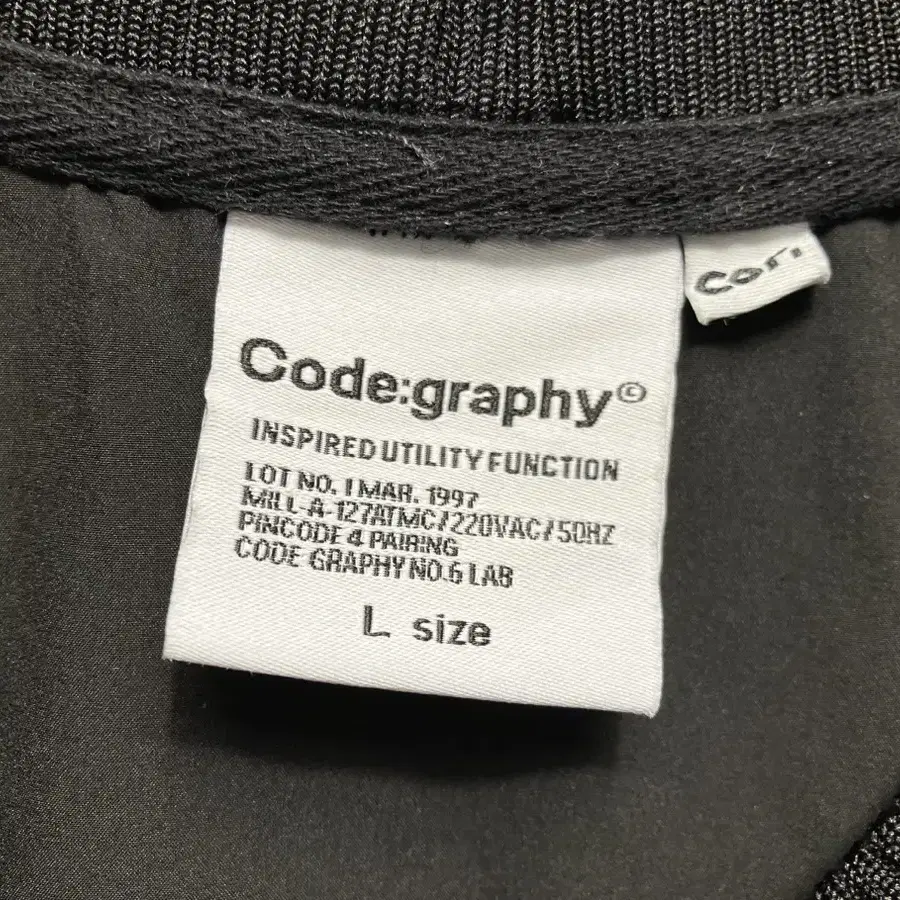 Code:graphy©
INSPIRED UTILITY FUNCTION
LOT NO. 1 MAR. 1997
MILL-A-127ATMC/220VAC/50HZ
PINCODE 4 PAIRING
CODE GRAPHY NO.6 LAB
L size